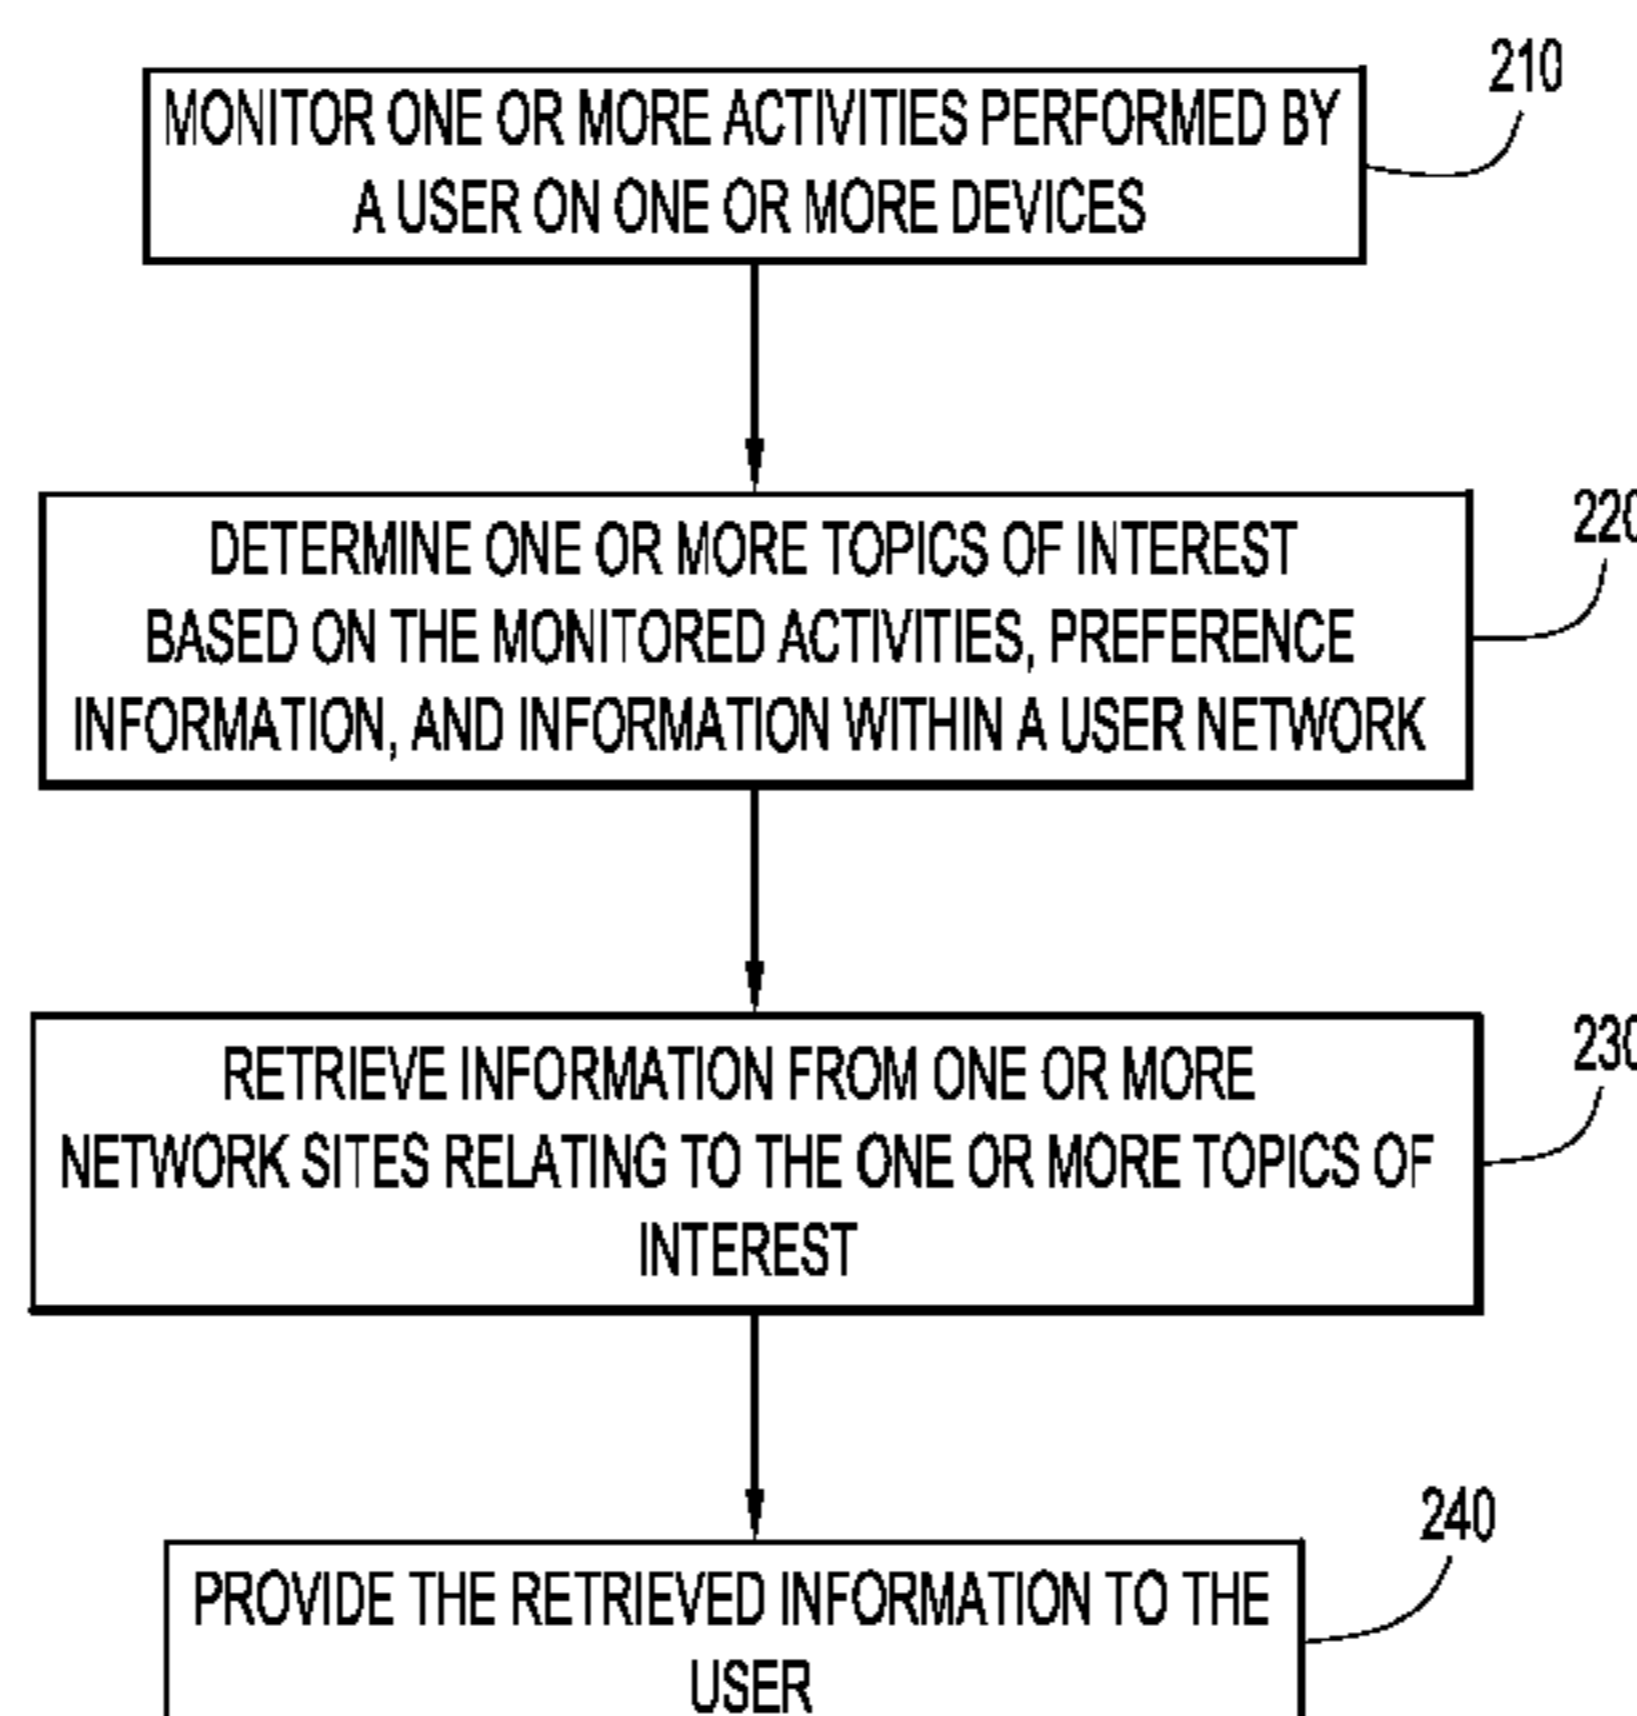 210
MONITOR ONE OR MORE ACTIVITIES PERFORMED BY
A USER ON ONE OR MORE DEVICES
220
DETERMINE ONE OR MORE TOPICS OF INTEREST
BASED ON THE MONITORED ACTIVITIES, PREFERENCE
INFORMATION, AND INFORMATION WITHIN A USER NETWORK
230
RETRIEVE INFORMATION FROM ONE OR MORE
NETWORK SITES RELATING TO THE ONE OR MORE TOPICS OF
INTEREST
240
PROVIDE THE RETRIEVED INFORMATION TO THE
USER